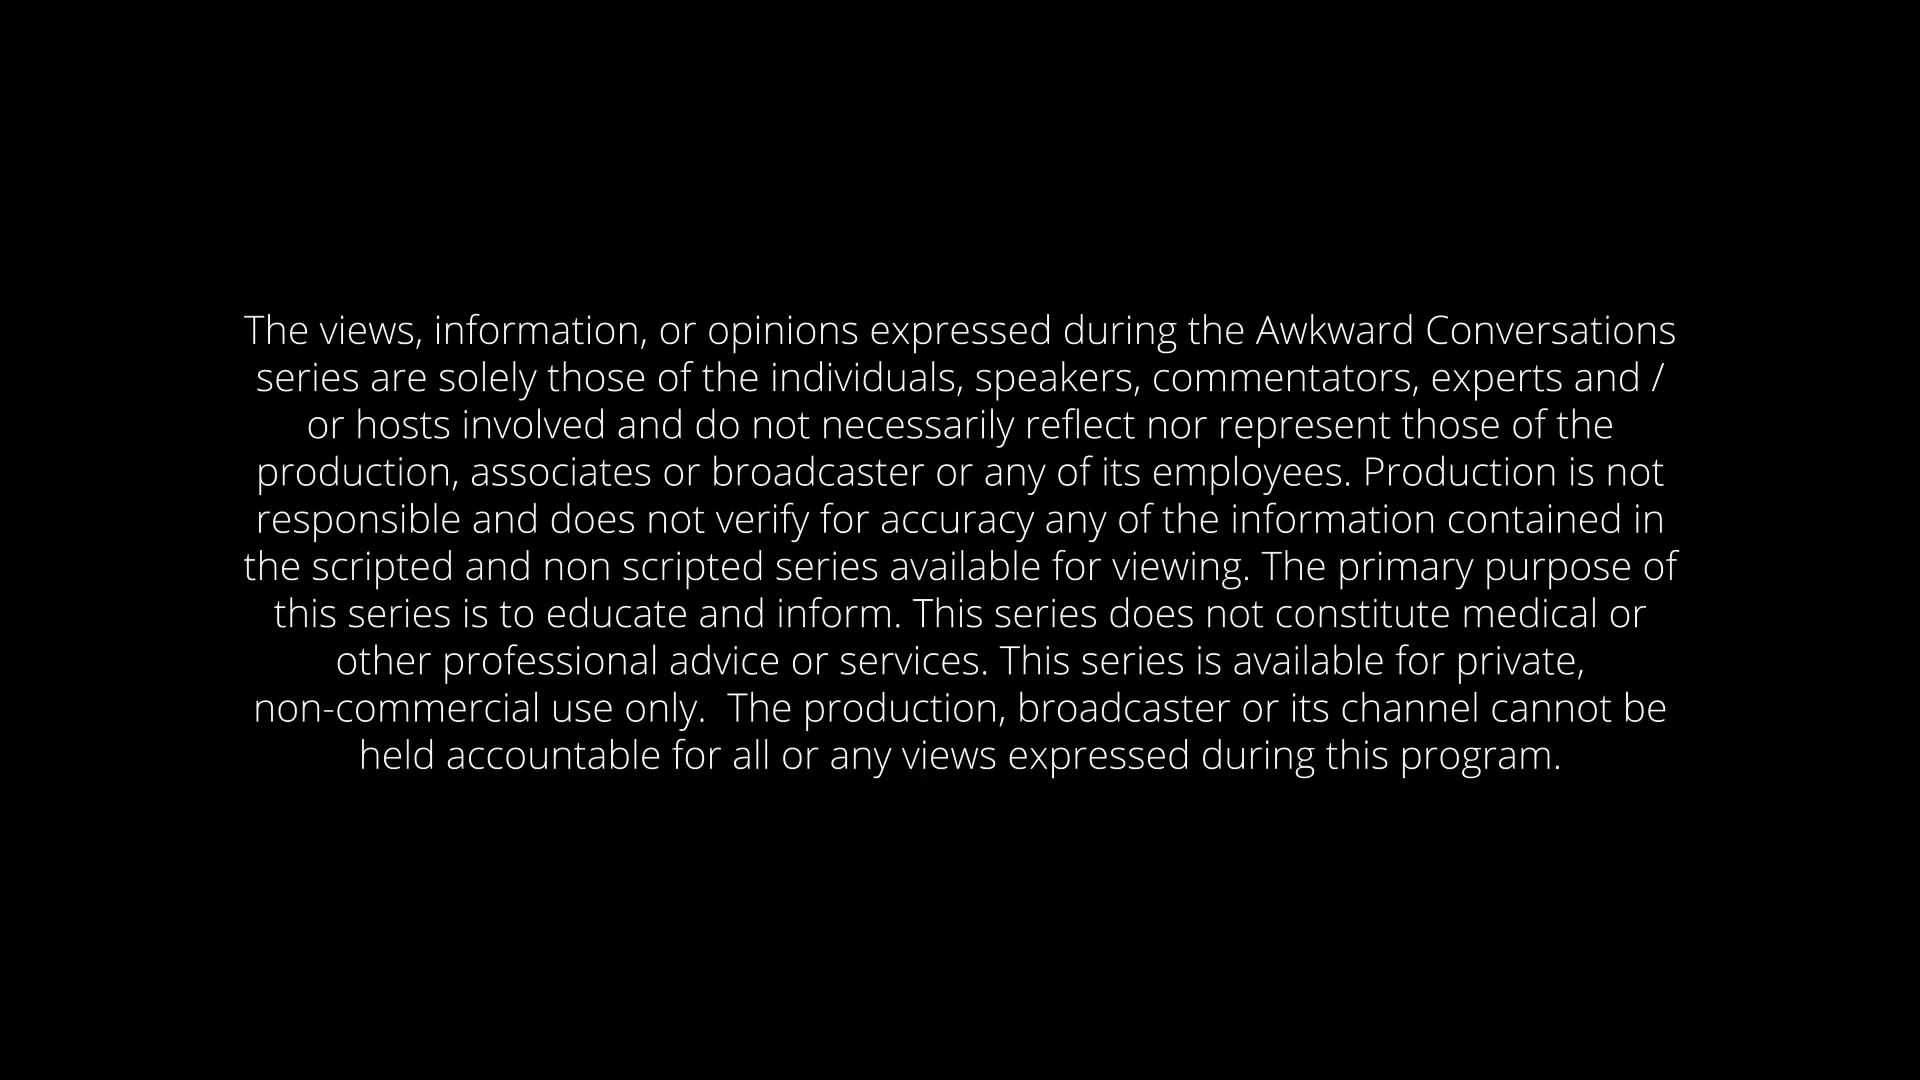 The views, information, or opinions expressed during the Awkward Conversations
series are solely those of the individuals, speakers, commentators, experts and /
or hosts involved and do not necessarily reflect nor represent those of the
production, associates or broadcaster or any of its employees. Production is not
responsible and does not verify for accuracy any of the information contained in
the scripted and non scripted series available for viewing. The primary purpose of
this series is to educate and inform. This series does not constitute medical or
other professional advice or services. This series is available for private,
non-commercial use only.  The production, broadcaster or its channel cannot be
held accountable for all or any views expressed during this program.